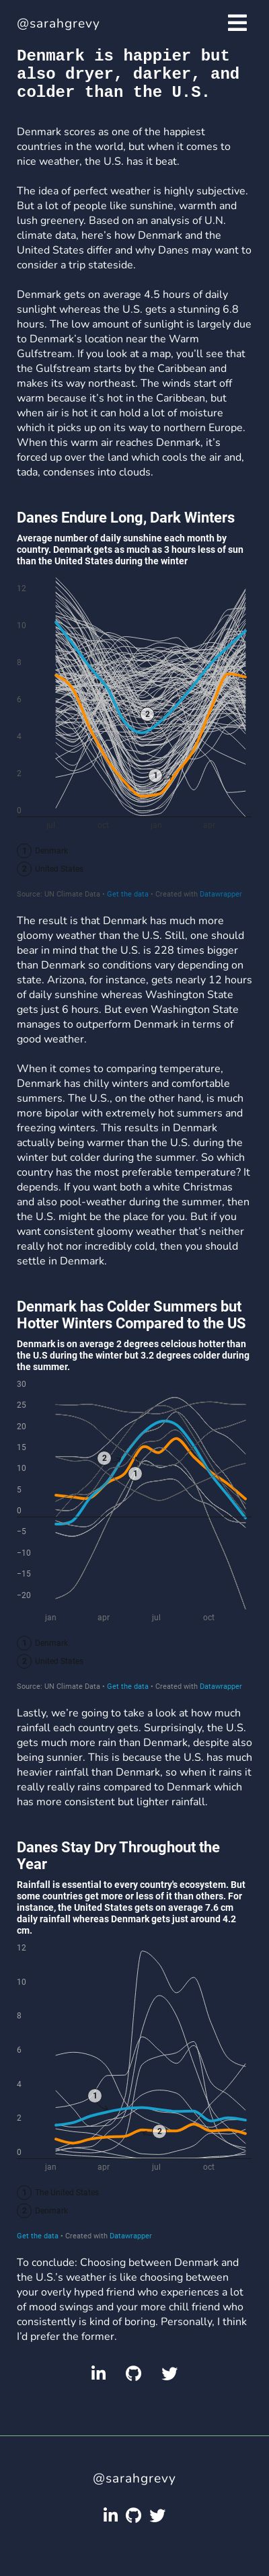 @sarahgrevy
Denmark is happier but
also dryer, darker, and
colder than the U.S.
Denmark scores as one of the happiest
countries in the world, but when it comes to
nice weather, the U.S. has it beat.
The idea of perfect weather is highly subjective.
But a lot of people like sunshine, warmth and
lush greenery. Based on an analysis of U.N.
climate data, here's how Denmark and the
United States differ and why Danes may want to
consider a trip stateside.
Denmark gets on average 4.5 hours of daily
sunlight whereas the U.S. gets a stunning 6.8
hours. The low amount of sunlight is largely due
to Denmark's location near the Warm
Gulfstream. If you look at a map, you'll see that
the Gulfstream starts by the Caribbean and
makes its way northeast. The winds start off
warm because it's hot in the Caribbean, but
when air is hot it can hold a lot of moisture
which it picks up on its way to northern Europe.
When this warm air reaches Denmark, it's
forced up over the land which cools the air and,
tada, condenses into clouds.
Danes Endure Long, Dark Winters
Average number of daily sunshine each month by
country. Denmark gets as much as 3 hours less of sun
than the United States during the winter
12
10
8
6
4
2
0
2
1
1 Denmark
2 United States
Source: UN Climate Data • Get the data • Created with Datawrapper
The result is that Denmark has much more
gloomy weather than the U.S. Still, one should
bear in mind that the U.S. is 228 times bigger
than Denmark so conditions vary depending on
state. Arizona, for instance, gets nearly 12 hours
of daily sunshine whereas Washington State
gets just 6 hours. But even Washington State
manages to outperform Denmark in terms of
good weather.
When it comes to comparing temperature,
Denmark has chilly winters and comfortable
summers. The U.S., on the other hand, is much
more bipolar with extremely hot summers and
freezing winters. This results in Denmark
actually being warmer than the U.S. during the
winter but colder during the summer. So which
country has the most preferable temperature? It
depends. If you want both a white Christmas
and also pool-weather during the summer, then
the U.S. might be the place for you. But if you
want consistent gloomy weather that's neither
really hot nor incredibly cold, then you should
settle in Denmark.
Denmark has Colder Summers but
Hotter Winters Compared to the US
Denmark is on average 2 degrees celcious hotter than
the U.S during the winter but 3.2 degrees colder during
the summer.
30
25
20
15
10
5
0
−5
−10
−15
−20
2
1
jan apr jul oct
1 Denmark
2 United States
Source: UN Climate Data • Get the data • Created with Datawrapper
Lastly, we're going to take a look at how much
rainfall each country gets. Surprisingly, the U.S.
gets much more rain than Denmark, despite also
being sunnier. This is because the U.S. has much
heavier rainfall than Denmark, so when it rains it
really really rains compared to Denmark which
has more consistent but lighter rainfall.
Danes Stay Dry Throughout the
Year
Rainfall is essential to every country's ecosystem. But
some countries get more or less of it than others. For
instance, the United States gets on average 7.6 cm
daily rainfall whereas Denmark gets just around 4.2
cm.
12
10
8
6
4
2
0
1
2
jan apr jul oct
1 The United States
2 Denmark
Get the data • Created with Datawrapper
To conclude: Choosing between Denmark and
the U.S.'s weather is like choosing between
your overly hyped friend who experiences a lot
of mood swings and your more chill friend who
consistently is kind of boring. Personally, I think
I'd prefer the former.
@sarahgrevy